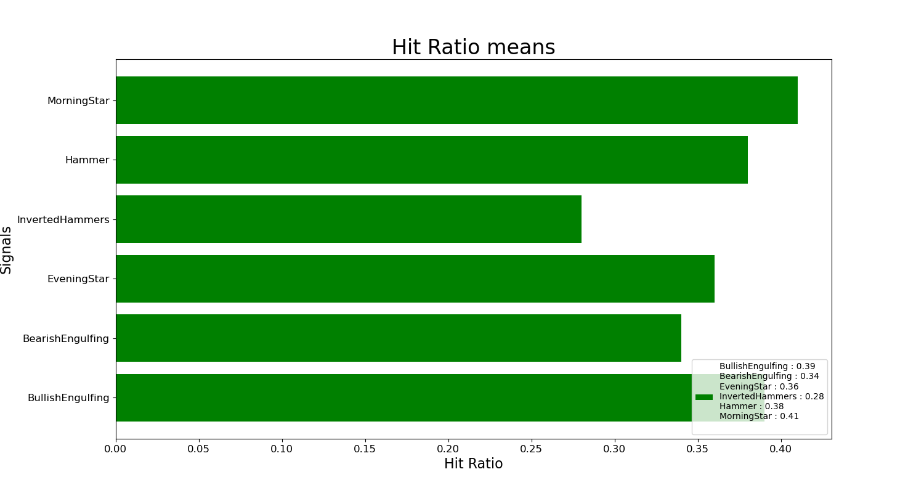 Hit Ratio means
MorningStar
Hammer
InvertedHammers
EveningStar
BearishEngulfing
BullishEngulfing
Signals
BullishEngulfing : 0.39
BearishEngulfing : 0.34
EveningStar : 0.36
InvertedHammers : 0.28
Hammer : 0.38
MorningStar : 0.41
0.00 0.05 0.10 0.15 0.20 0.25 0.30 0.35 0.40
Hit Ratio